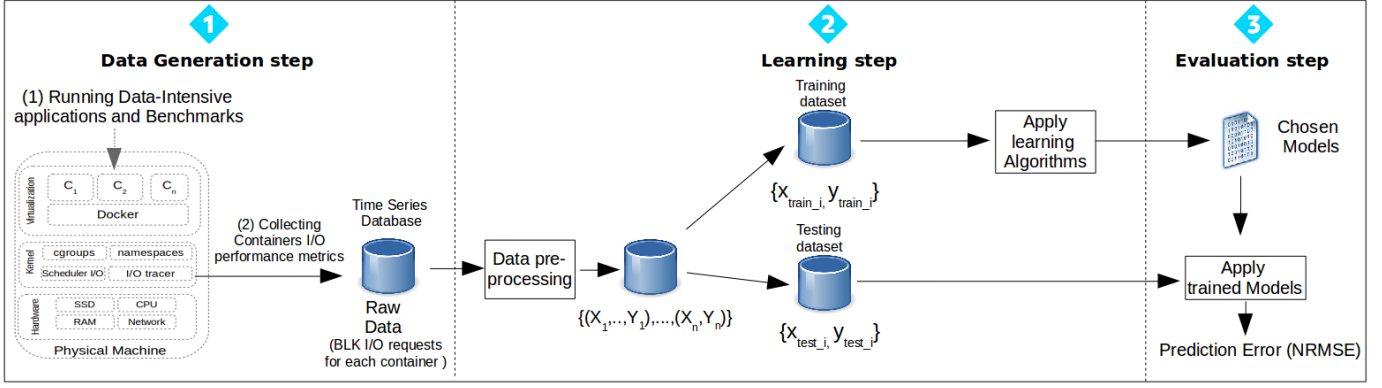 1
Data Generation step
(1) Running Data-Intensive
applications and Benchmarks
Virtualization
C1
C2
Cn
Docker
Kernel
cgroups
namespaces
Scheduler I/O
I/O tracer
Hardware
SSD
CPU
RAM
Network
Physical Machine
(2) Collecting
Containers I/O
performance metrics
Time Series
Database
Raw
Data
(BLK I/O requests
for each container )
2
Learning step
Data pre-
processing
{(X1,..,Y1),...,(Xn,Yn)}
Training
dataset
{xtrain_i, ytrain_i}
Testing
dataset
{xtest_i, ytest_i}
Apply
learning
Algorithms
3
Evaluation step
Chosen
Models
Apply
trained Models
Prediction Error (NRMSE)